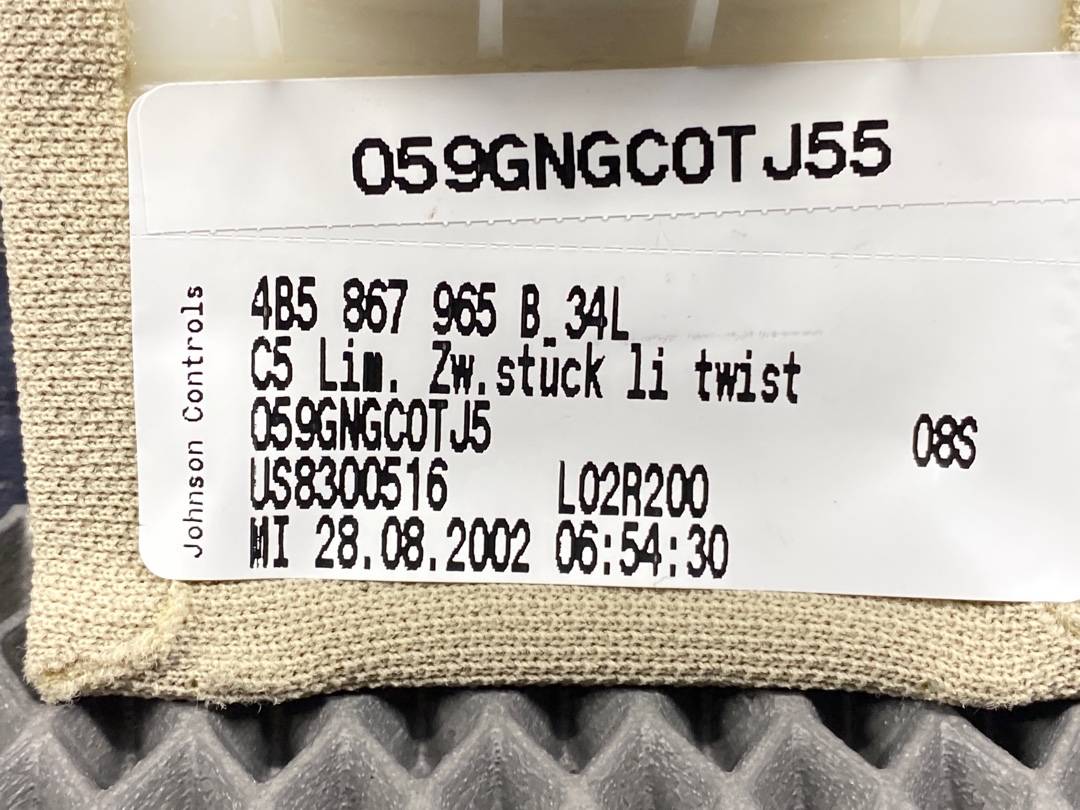 059GNGC0TJ55
Johnson Controls
4B5 867 965 B 34L
C5 Lim. Zw.stück li twist
059GNGC0TJ5
08S
US8300516 L02R200
MI 28.08.2002 06:54:30